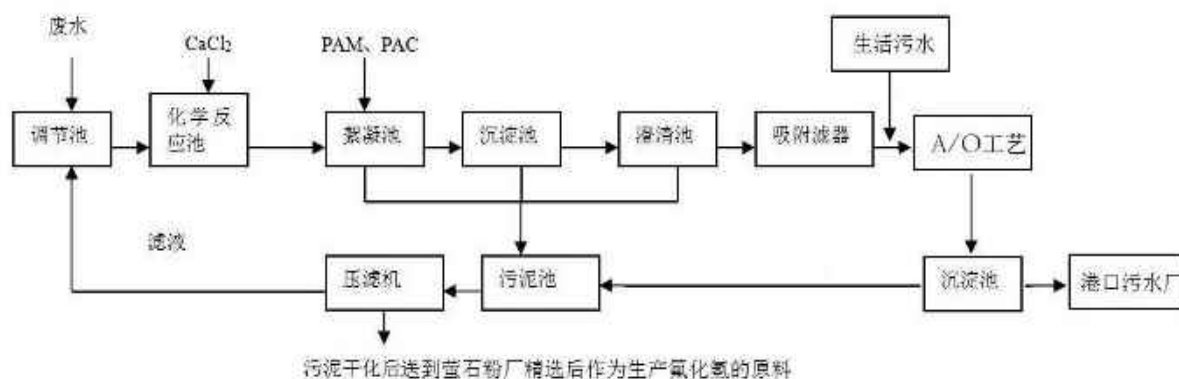 废水
CaCl₂
PAM、PAC
生活污水
调节池
化学反
应池
絮凝池
沉淀池
澄清池
吸附滤器
A/O工艺
滤液
压滤机
污泥池
沉淀池
港口污水厂
污泥干化后送到萤石粉厂精选后作为生产氟化氢的原料